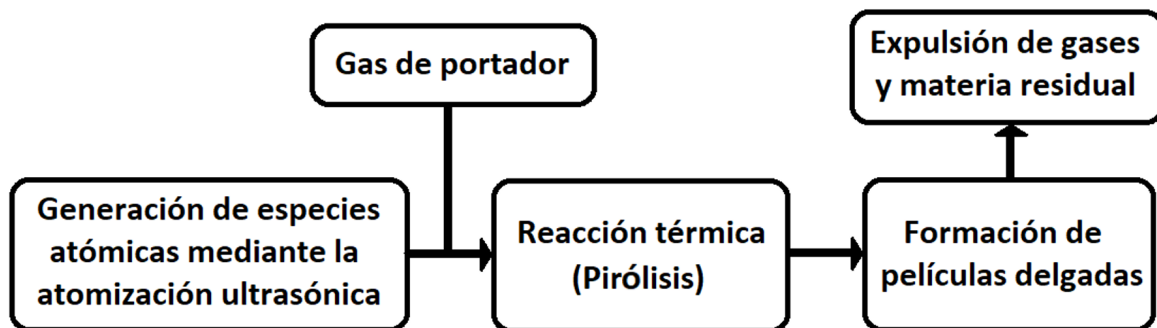 Gas de portador
Expulsión de gases
y materia residual
Generación de especies
atómicas mediante la
atomización ultrasónica
Reacción térmica
(Pirólisis)
Formación de
películas delgadas